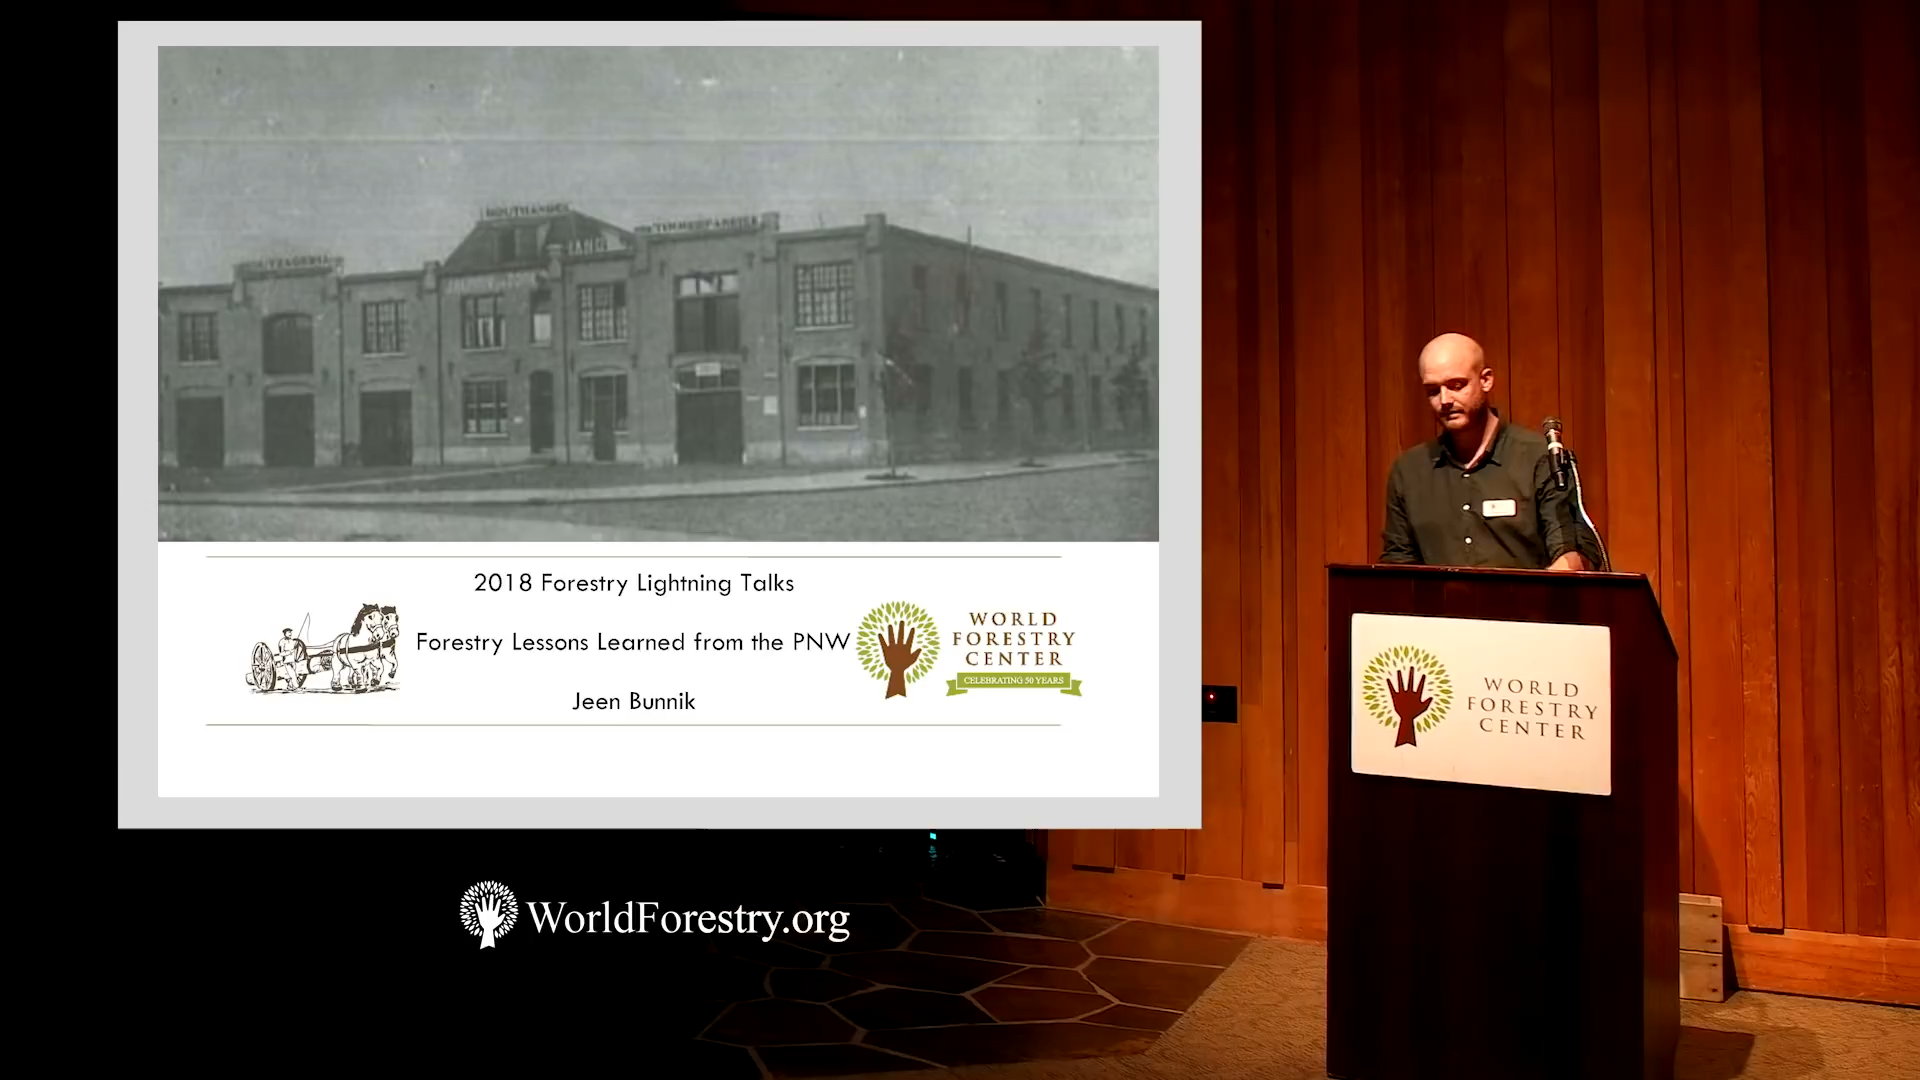 HOUTHANDEL
2018 Forestry Lightning Talks
Forestry Lessons Learned from the PNW
Jeen Bunnik
WORLD
FORESTRY
CENTER
CELEBRATING 50 YEARS
WORLD
FORESTRY
CENTER
WorldForestry.org